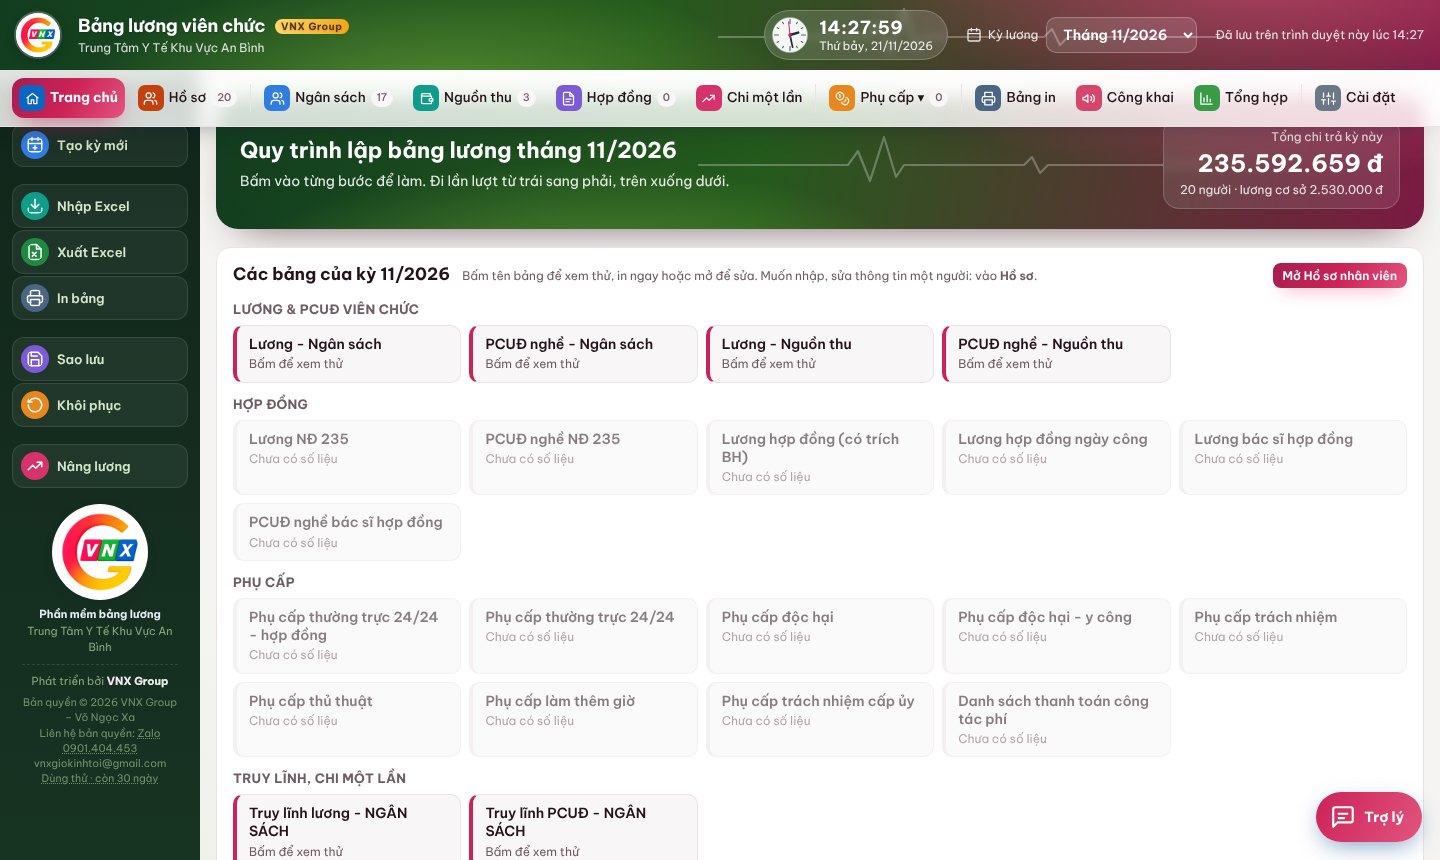 Bảng lương viên chức VNX Group
Trung Tâm Y Tế Khu Vực An Bình
14:27:59
Thứ bảy, 21/11/2026
Kỳ lương
Tháng 11/2026
Đã lưu trên trình duyệt này lúc 14:27
Trang chủ
Hồ sơ 20
Ngân sách 17
Nguồn thu 3
Hợp đồng 0
Chi một lần
Phụ cấp ▾ 0
Bảng in
Công khai
Tổng hợp
Cài đặt
Tạo kỳ mới
Nhập Excel
Xuất Excel
In bảng
Sao lưu
Khôi phục
Nâng lương
VNX
Phần mềm bảng lương
Trung Tâm Y Tế Khu Vực An
Bình
Phát triển bởi VNX Group
Bản quyền © 2026 VNX Group
– Võ Ngọc Xa
Liên hệ bản quyền: Zalo
0901.404.453
vnxgiokinhtoi@gmail.com
Dùng thử · còn 30 ngày
Quy trình lập bảng lương tháng 11/2026
Bấm vào từng bước để làm. Đi lần lượt từ trái sang phải, trên xuống dưới.
Tổng chi trả kỳ này
235.592.659 đ
20 người · lương cơ sở 2.530.000 đ
Các bảng của kỳ 11/2026
Bấm tên bảng để xem thử, in ngay hoặc mở để sửa. Muốn nhập, sửa thông tin một người: vào Hồ sơ.
Mở Hồ sơ nhân viên
LƯƠNG & PCUĐ VIÊN CHỨC
Lương - Ngân sách
Bấm để xem thử
PCUĐ nghề - Ngân sách
Bấm để xem thử
Lương - Nguồn thu
Bấm để xem thử
PCUĐ nghề - Nguồn thu
Bấm để xem thử
HỢP ĐỒNG
Lương NĐ 235
Chưa có số liệu
PCUĐ nghề NĐ 235
Chưa có số liệu
Lương hợp đồng (có trích
BH)
Chưa có số liệu
Lương hợp đồng ngày công
Chưa có số liệu
Lương bác sĩ hợp đồng
Chưa có số liệu
PCUĐ nghề bác sĩ hợp đồng
Chưa có số liệu
PHỤ CẤP
Phụ cấp thường trực 24/24
- hợp đồng
Chưa có số liệu
Phụ cấp thường trực 24/24
Chưa có số liệu
Phụ cấp độc hại
Chưa có số liệu
Phụ cấp độc hại - y công
Chưa có số liệu
Phụ cấp trách nhiệm
Chưa có số liệu
Phụ cấp thủ thuật
Chưa có số liệu
Phụ cấp làm thêm giờ
Chưa có số liệu
Phụ cấp trách nhiệm cấp ủy
Chưa có số liệu
Danh sách thanh toán công
tác phí
Chưa có số liệu
TRUY LĨNH, CHI MỘT LẦN
Truy lĩnh lương - NGÂN
SÁCH
Bấm để xem thử
Truy lĩnh PCUĐ - NGÂN
SÁCH
Bấm để xem thử
Trợ lý